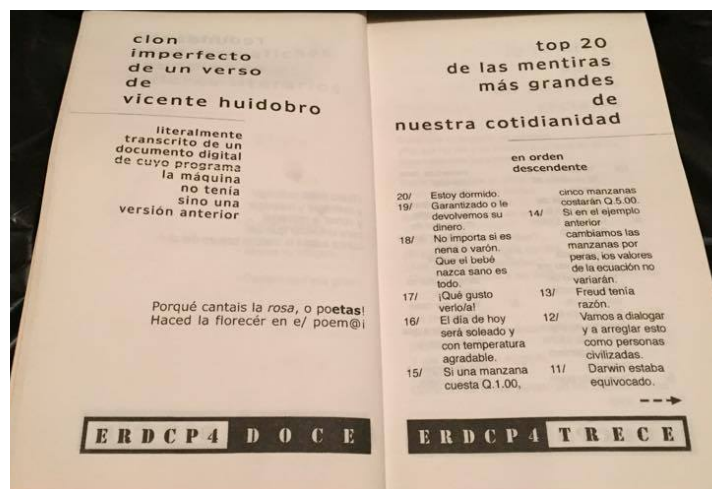 clon
imperfecto
de un verso
de
vicente huidobro
literalmente
transcrito de un
documento digital
de cuyo programa
la máquina
no tenía
sino una
versión anterior
Porqué cantais la rosa, o poetas!
Haced la florecér en e/ poem@¡
ERDCP4 DOCE
top 20
de las mentiras
más grandes
de
nuestra cotidianidad
en orden
descendente
20/ Estoy dormido.
19/ Garantizado o le
devolvemos su
dinero.
18/ No importa si es
nena o varón.
Que el bebé
nazca sano es
todo.
17/ ¡Qué gusto
verlo/a!
16/ El día de hoy
será soleado y
con temperatura
agradable.
15/ Si una manzana
cuesta Q.1.00,
cinco manzanas
costarán Q.5.00.
14/ Si en el ejemplo
anterior
cambiamos las
manzanas por
peras, los valores
de la ecuación no
variarán.
13/ Freud tenía
razón.
12/ Vamos a dialogar
y a arreglar esto
como personas
civilizadas.
11/ Darwin estaba
equivocado.
ERDCP4 TRECE